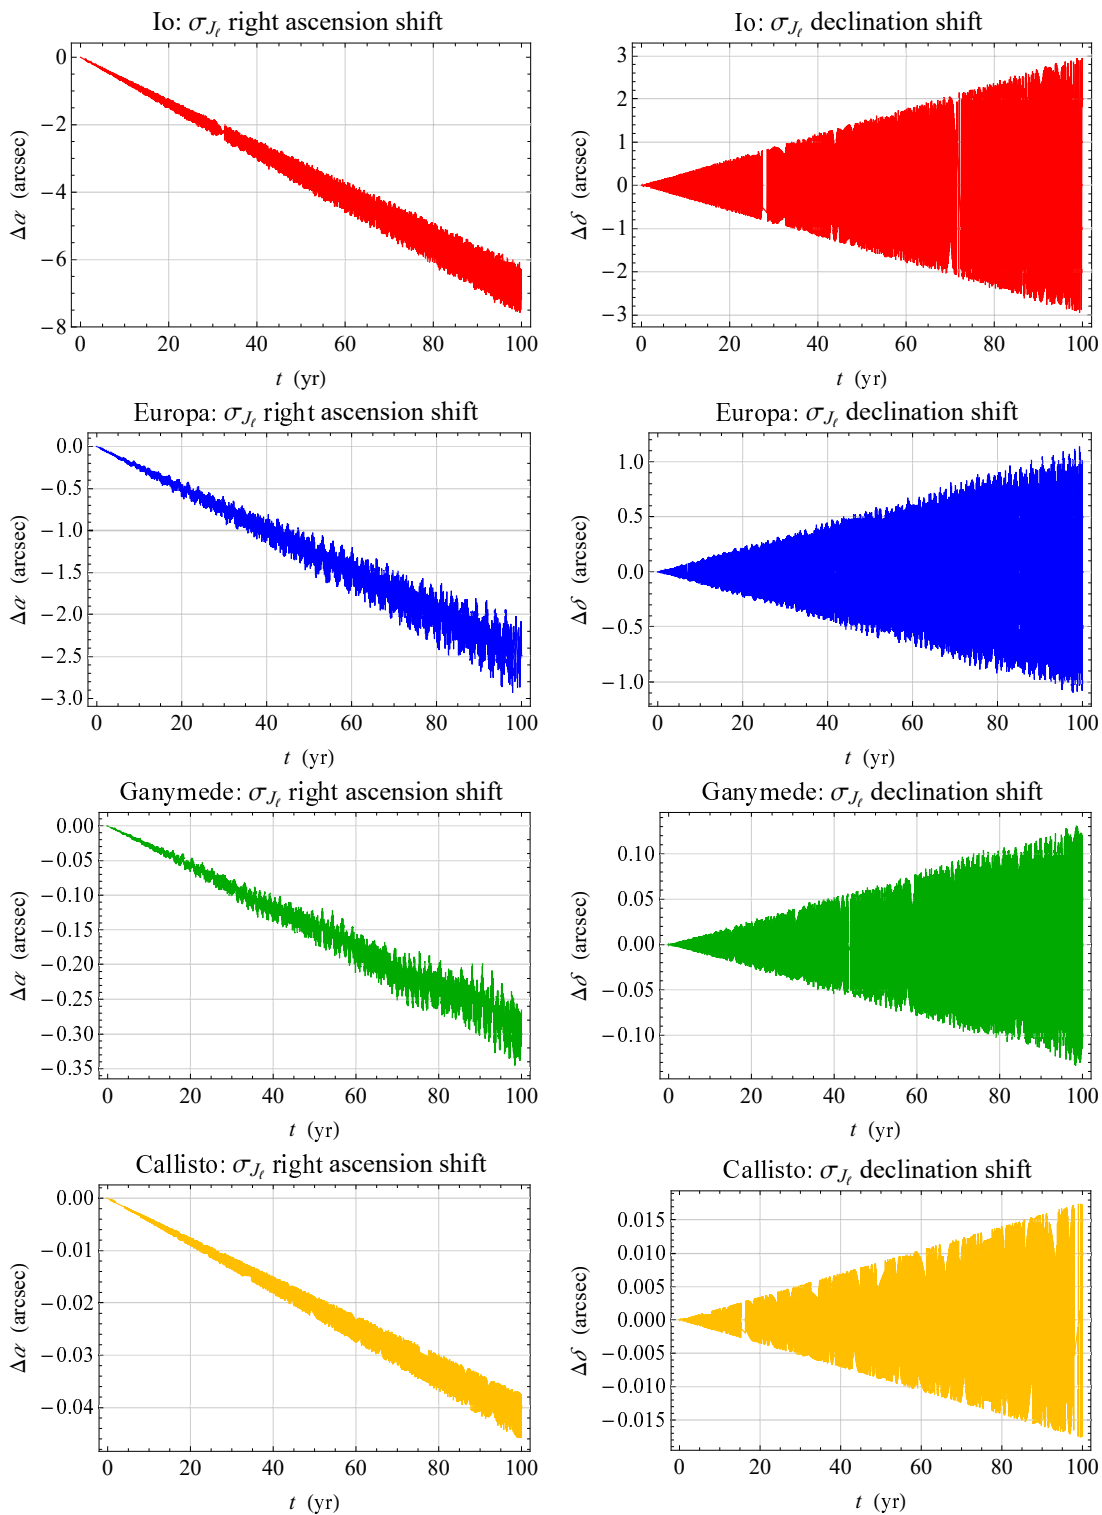 Io: σ_{J_ℓ} right ascension shift
Δα (arcsec)
0
−2
−4
−6
−8
0 20 40 60 80 100
t (yr)
Io: σ_{J_ℓ} declination shift
Δδ (arcsec)
3
2
1
0
−1
−2
−3
0 20 40 60 80 100
t (yr)
Europa: σ_{J_ℓ} right ascension shift
Δα (arcsec)
0.0
−0.5
−1.0
−1.5
−2.0
−2.5
−3.0
0 20 40 60 80 100
t (yr)
Europa: σ_{J_ℓ} declination shift
Δδ (arcsec)
1.0
0.5
0.0
−0.5
−1.0
0 20 40 60 80 100
t (yr)
Ganymede: σ_{J_ℓ} right ascension shift
Δα (arcsec)
0.00
−0.05
−0.10
−0.15
−0.20
−0.25
−0.30
−0.35
0 20 40 60 80 100
t (yr)
Ganymede: σ_{J_ℓ} declination shift
Δδ (arcsec)
0.10
0.05
0.00
−0.05
−0.10
0 20 40 60 80 100
t (yr)
Callisto: σ_{J_ℓ} right ascension shift
Δα (arcsec)
0.00
−0.01
−0.02
−0.03
−0.04
0 20 40 60 80 100
t (yr)
Callisto: σ_{J_ℓ} declination shift
Δδ (arcsec)
0.015
0.010
0.005
0.000
−0.005
−0.010
−0.015
0 20 40 60 80 100
t (yr)